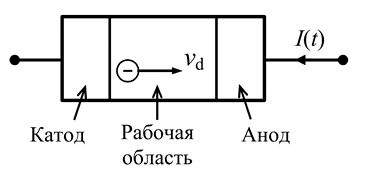 I(t)
− v_d
Катод
Рабочая
область
Анод